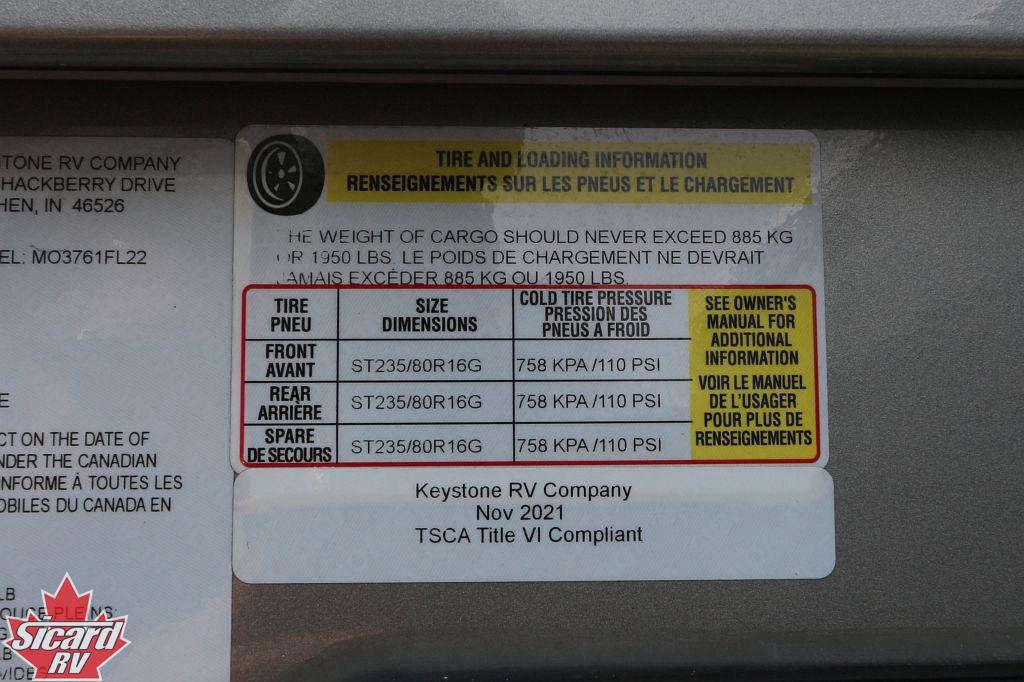 STONE RV COMPANY
HACKBERRY DRIVE
HEN, IN 46526
EL: MO3761FL22
E
CT ON THE DATE OF
NDER THE CANADIAN
NFORME À TOUTES LES
OBILES DU CANADA EN
LB
TIRE AND LOADING INFORMATION
RENSEIGNEMENTS SUR LES PNEUS ET LE CHARGEMENT
HE WEIGHT OF CARGO SHOULD NEVER EXCEED 885 KG
OR 1950 LBS. LE POIDS DE CHARGEMENT NE DEVRAIT
JAMAIS EXCÉDER 885 KG OU 1950 LBS.
TIRE PNEU
SIZE DIMENSIONS
COLD TIRE PRESSURE PRESSION DES PNEUS A FROID
FRONT AVANT
ST235/80R16G
758 KPA /110 PSI
REAR ARRIÈRE
ST235/80R16G
758 KPA /110 PSI
SPARE DE SECOURS
ST235/80R16G
758 KPA /110 PSI
SEE OWNER'S
MANUAL FOR
ADDITIONAL
INFORMATION
VOIR LE MANUEL
DE L'USAGER
POUR PLUS DE
RENSEIGNEMENTS
Keystone RV Company
Nov 2021
TSCA Title VI Compliant
Sicard
RV